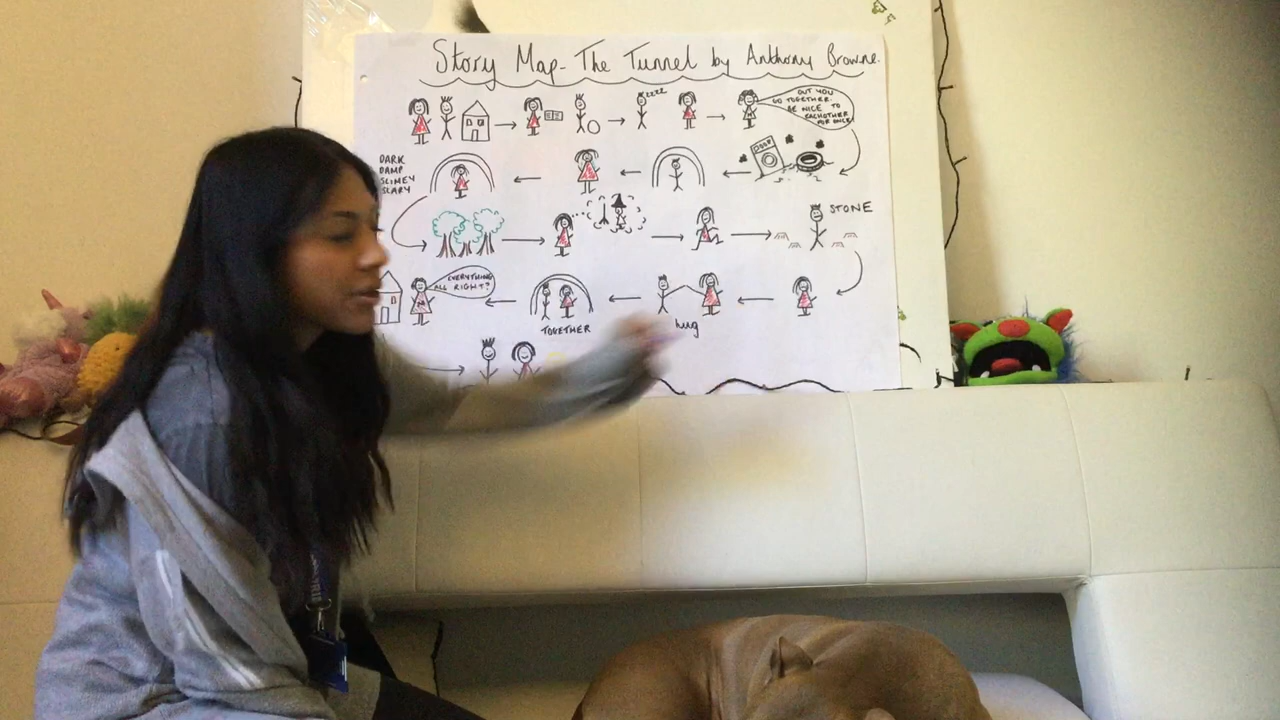 Story Map - The Tunnel by Anthony Browne.
zzzz
OUT YOU
GO TOGETHER.
BE NICE TO
EACHOTHER
FOR ONCE
DARK
DAMP
SLIMEY
SCARY
STONE
EVERYTHING
ALL RIGHT?
TOGETHER
hug